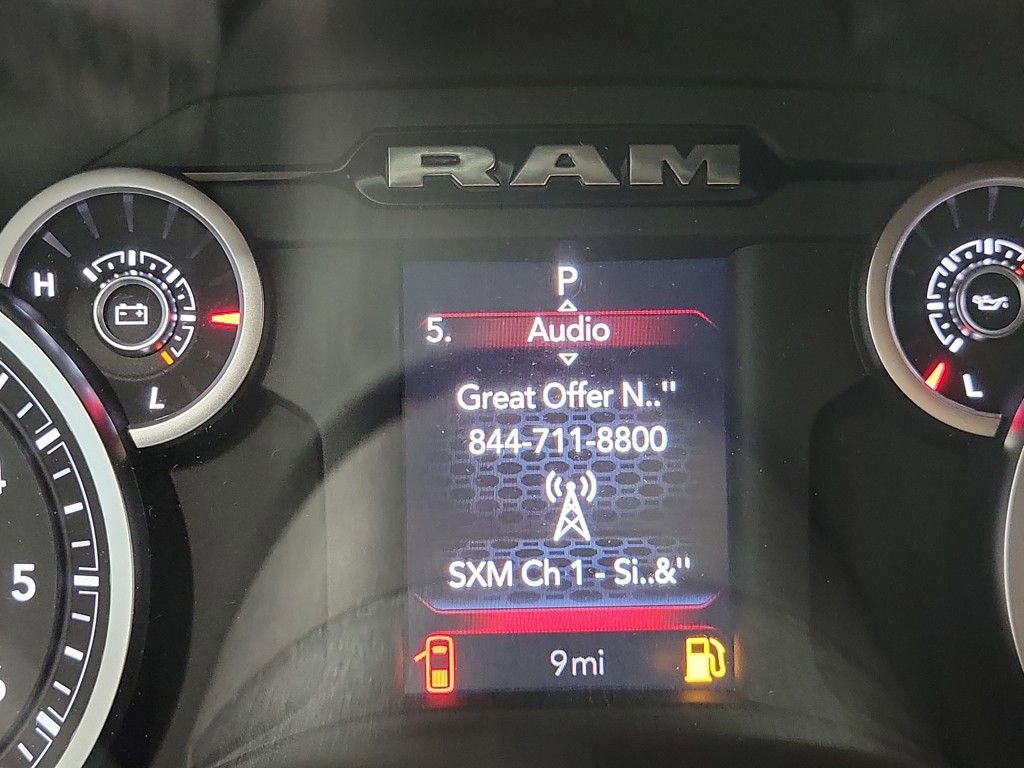 RAM
P
5. Audio
Great Offer N.."
844-711-8800
SXM Ch 1 - Si..&"
9mi
H
L
L
5